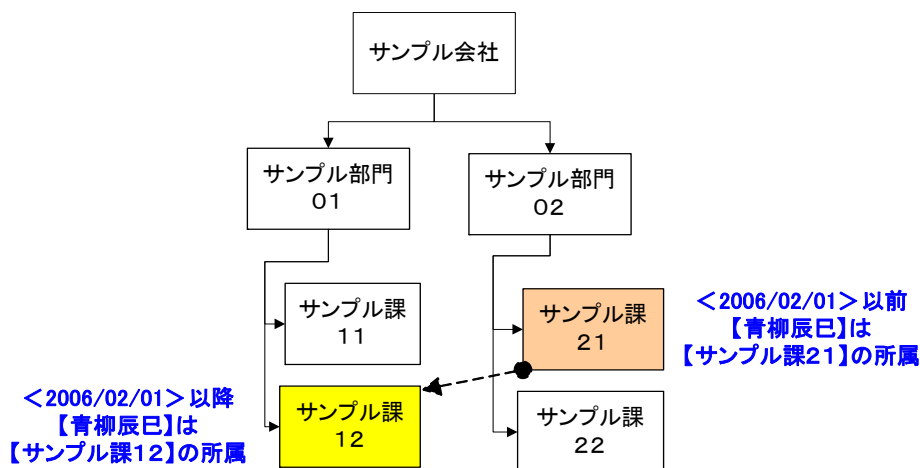 サンプル会社
サンプル部門
01
サンプル部門
02
サンプル課
11
サンプル課
21
＜2006/02/01＞以前
【青柳辰巳】は
【サンプル課21】の所属
＜2006/02/01＞以降
【青柳辰巳】は
【サンプル課12】の所属
サンプル課
12
サンプル課
22